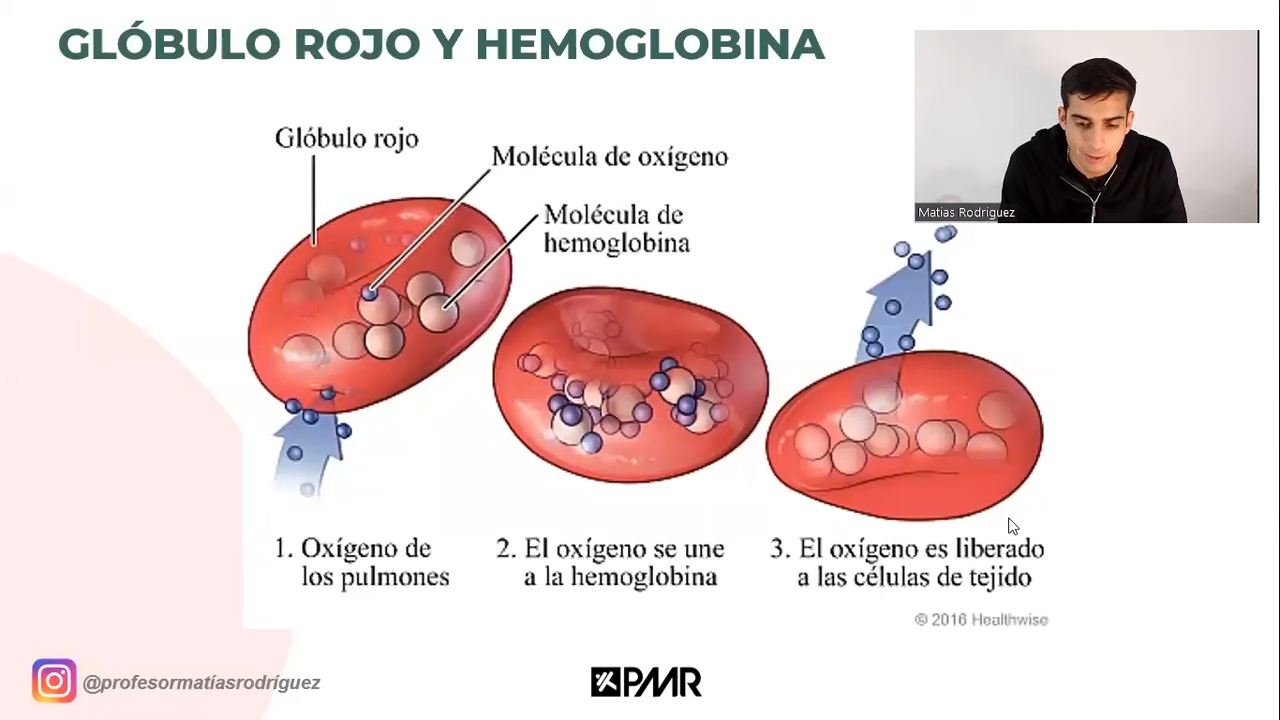 GLÓBULO ROJO Y HEMOGLOBINA
Matias Rodriguez
Glóbulo rojo
Molécula de oxígeno
Molécula de
hemoglobina
1. Oxígeno de
los pulmones
2. El oxígeno se une
a la hemoglobina
3. El oxígeno es liberado
a las células de tejido
© 2016 Healthwise
@profesormatíasrodríguez
PMR